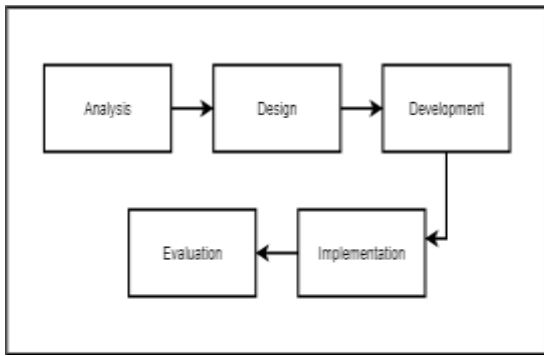 Analysis
Design
Development
Implementation
Evaluation